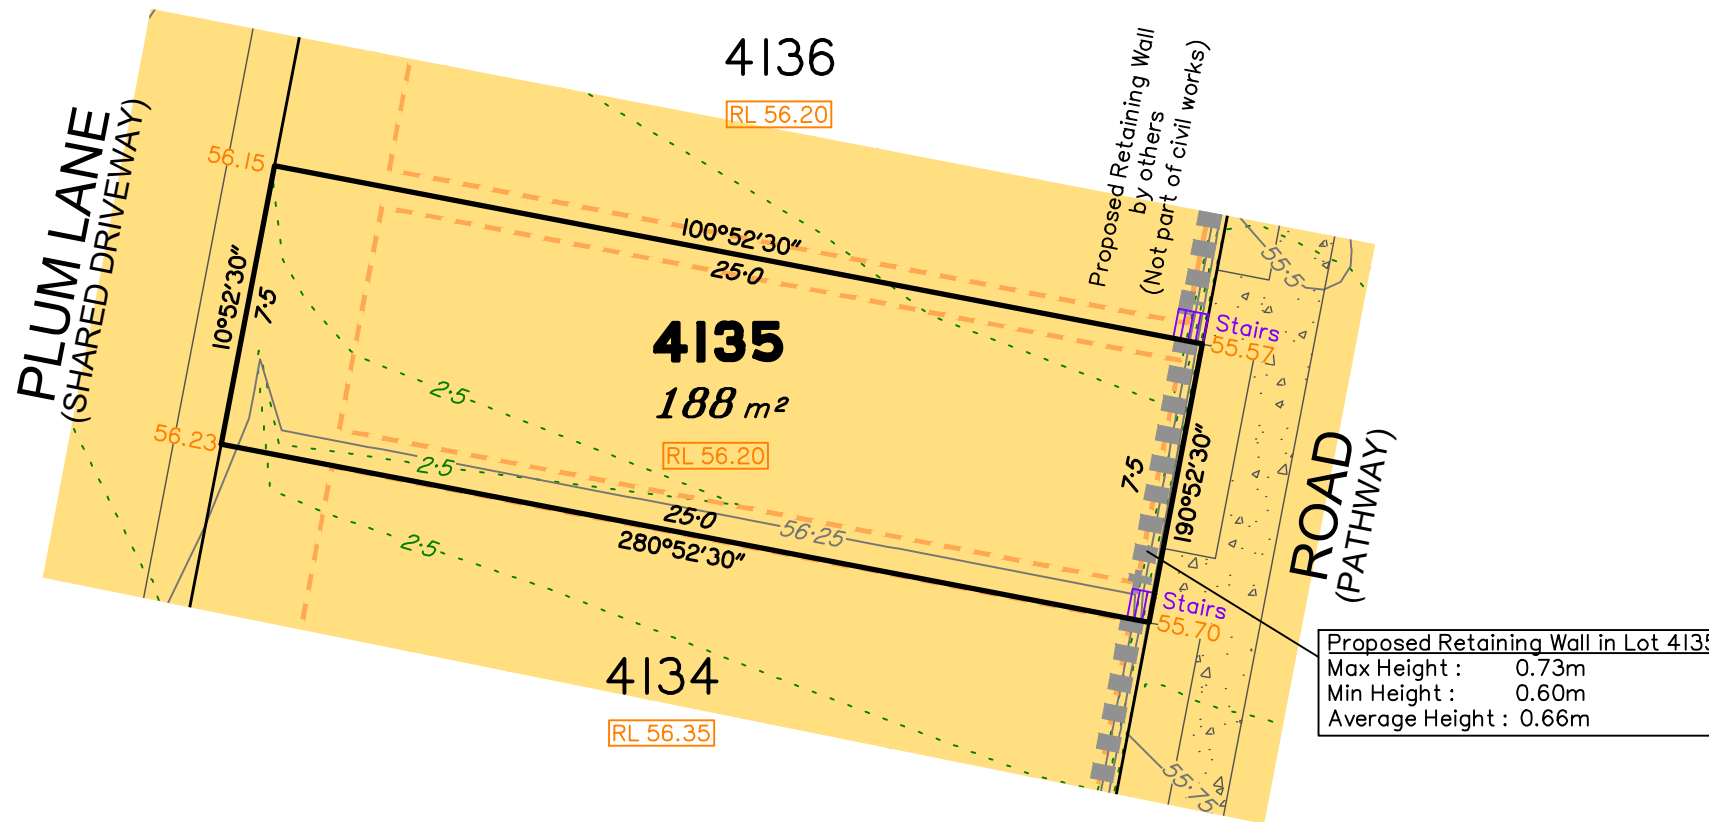 4136
RL 56.20
Proposed Retaining Wall
by others
(Not part of civil works)
PLUM LANE
(SHARED DRIVEWAY)
56.15
100°52'30"
25·0
10°52'30"
7·5
55·5
Stairs
55.57
4135
188 m²
RL 56.20
2·5
2·5
56.23
7·5
190°52'30"
ROAD
(PATHWAY)
25·0
280°52'30"
56·25
2·5
Stairs
55.70
4134
RL 56.35
Proposed Retaining Wall in Lot 4135
Max Height : 0.73m
Min Height : 0.60m
Average Height : 0.66m
55·75